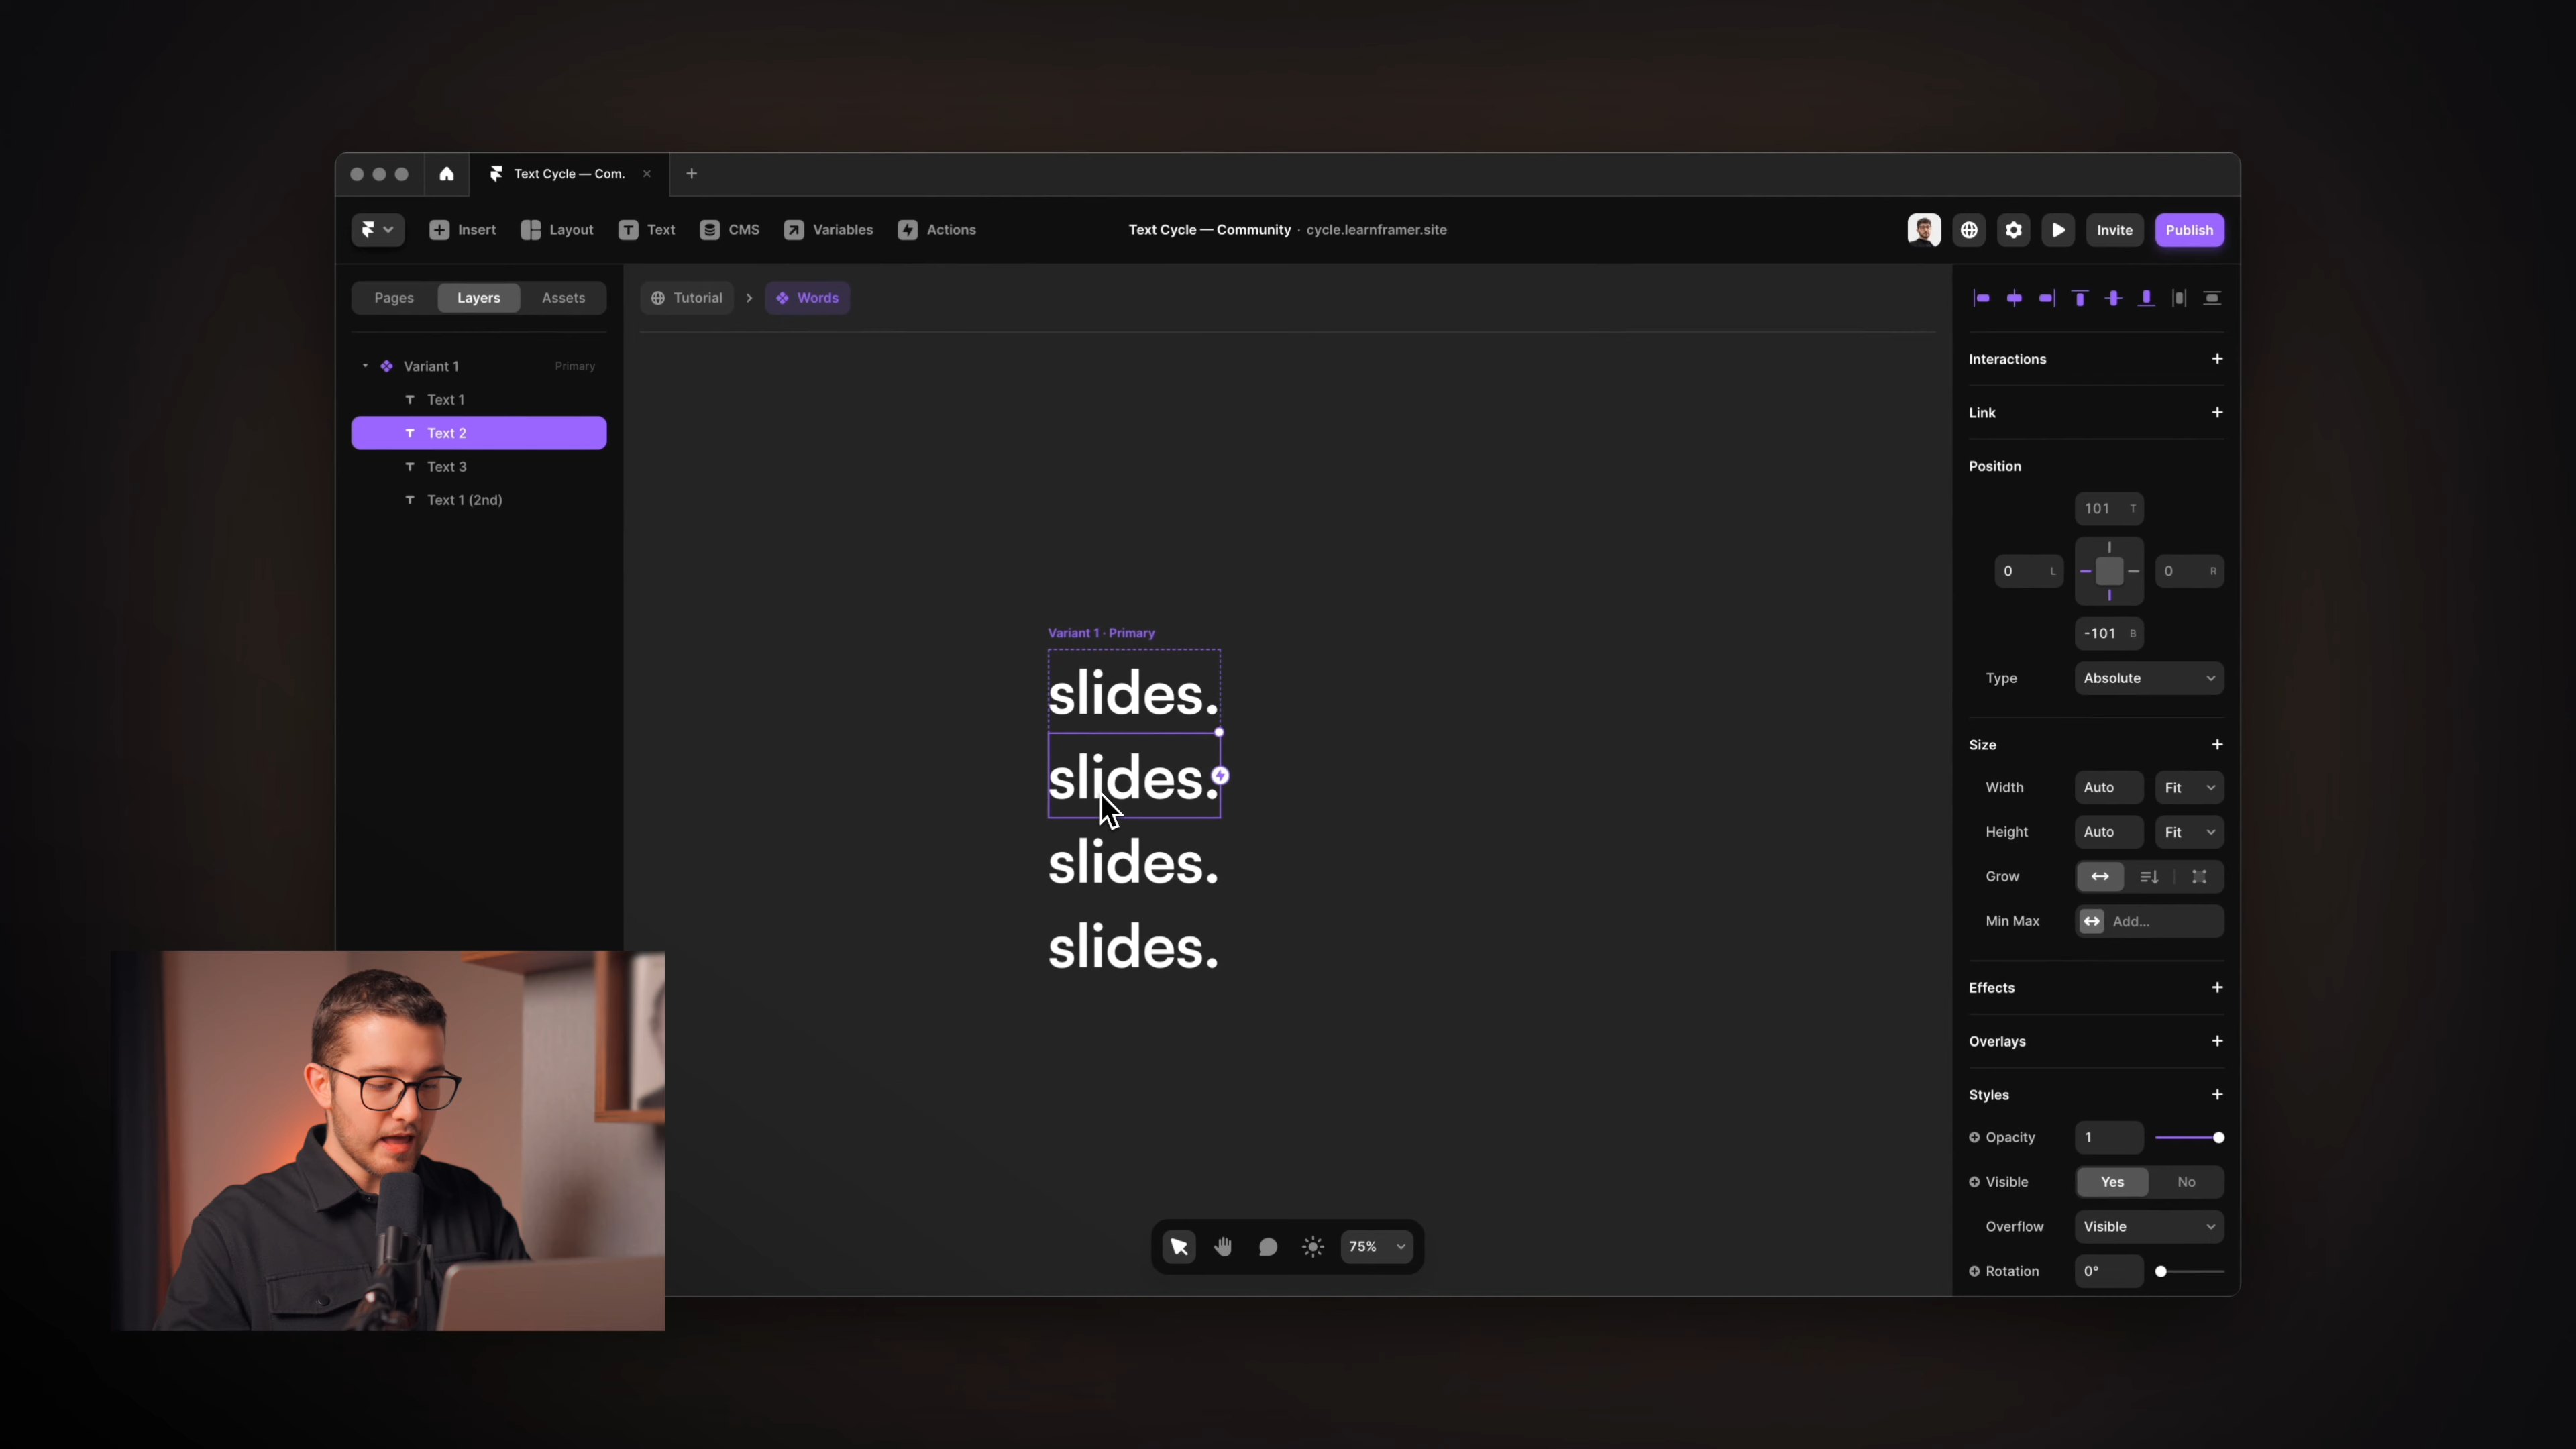 Text Cycle — Com.
Insert
Layout
Text
CMS
Variables
Actions
Text Cycle — Community · cycle.learnframer.site
Invite
Publish
Pages
Layers
Assets
Tutorial
Words
Variant 1
Primary
Text 1
Text 2
Text 3
Text 1 (2nd)
Variant 1 · Primary
slides.
slides.
slides.
slides.
75%
Interactions
Link
Position
101 T
0 L
0 R
-101 B
Type
Absolute
Size
Width
Auto
Fit
Height
Auto
Fit
Grow
Min Max
Add...
Effects
Overlays
Styles
Opacity
1
Visible
Yes
No
Overflow
Visible
Rotation
0°